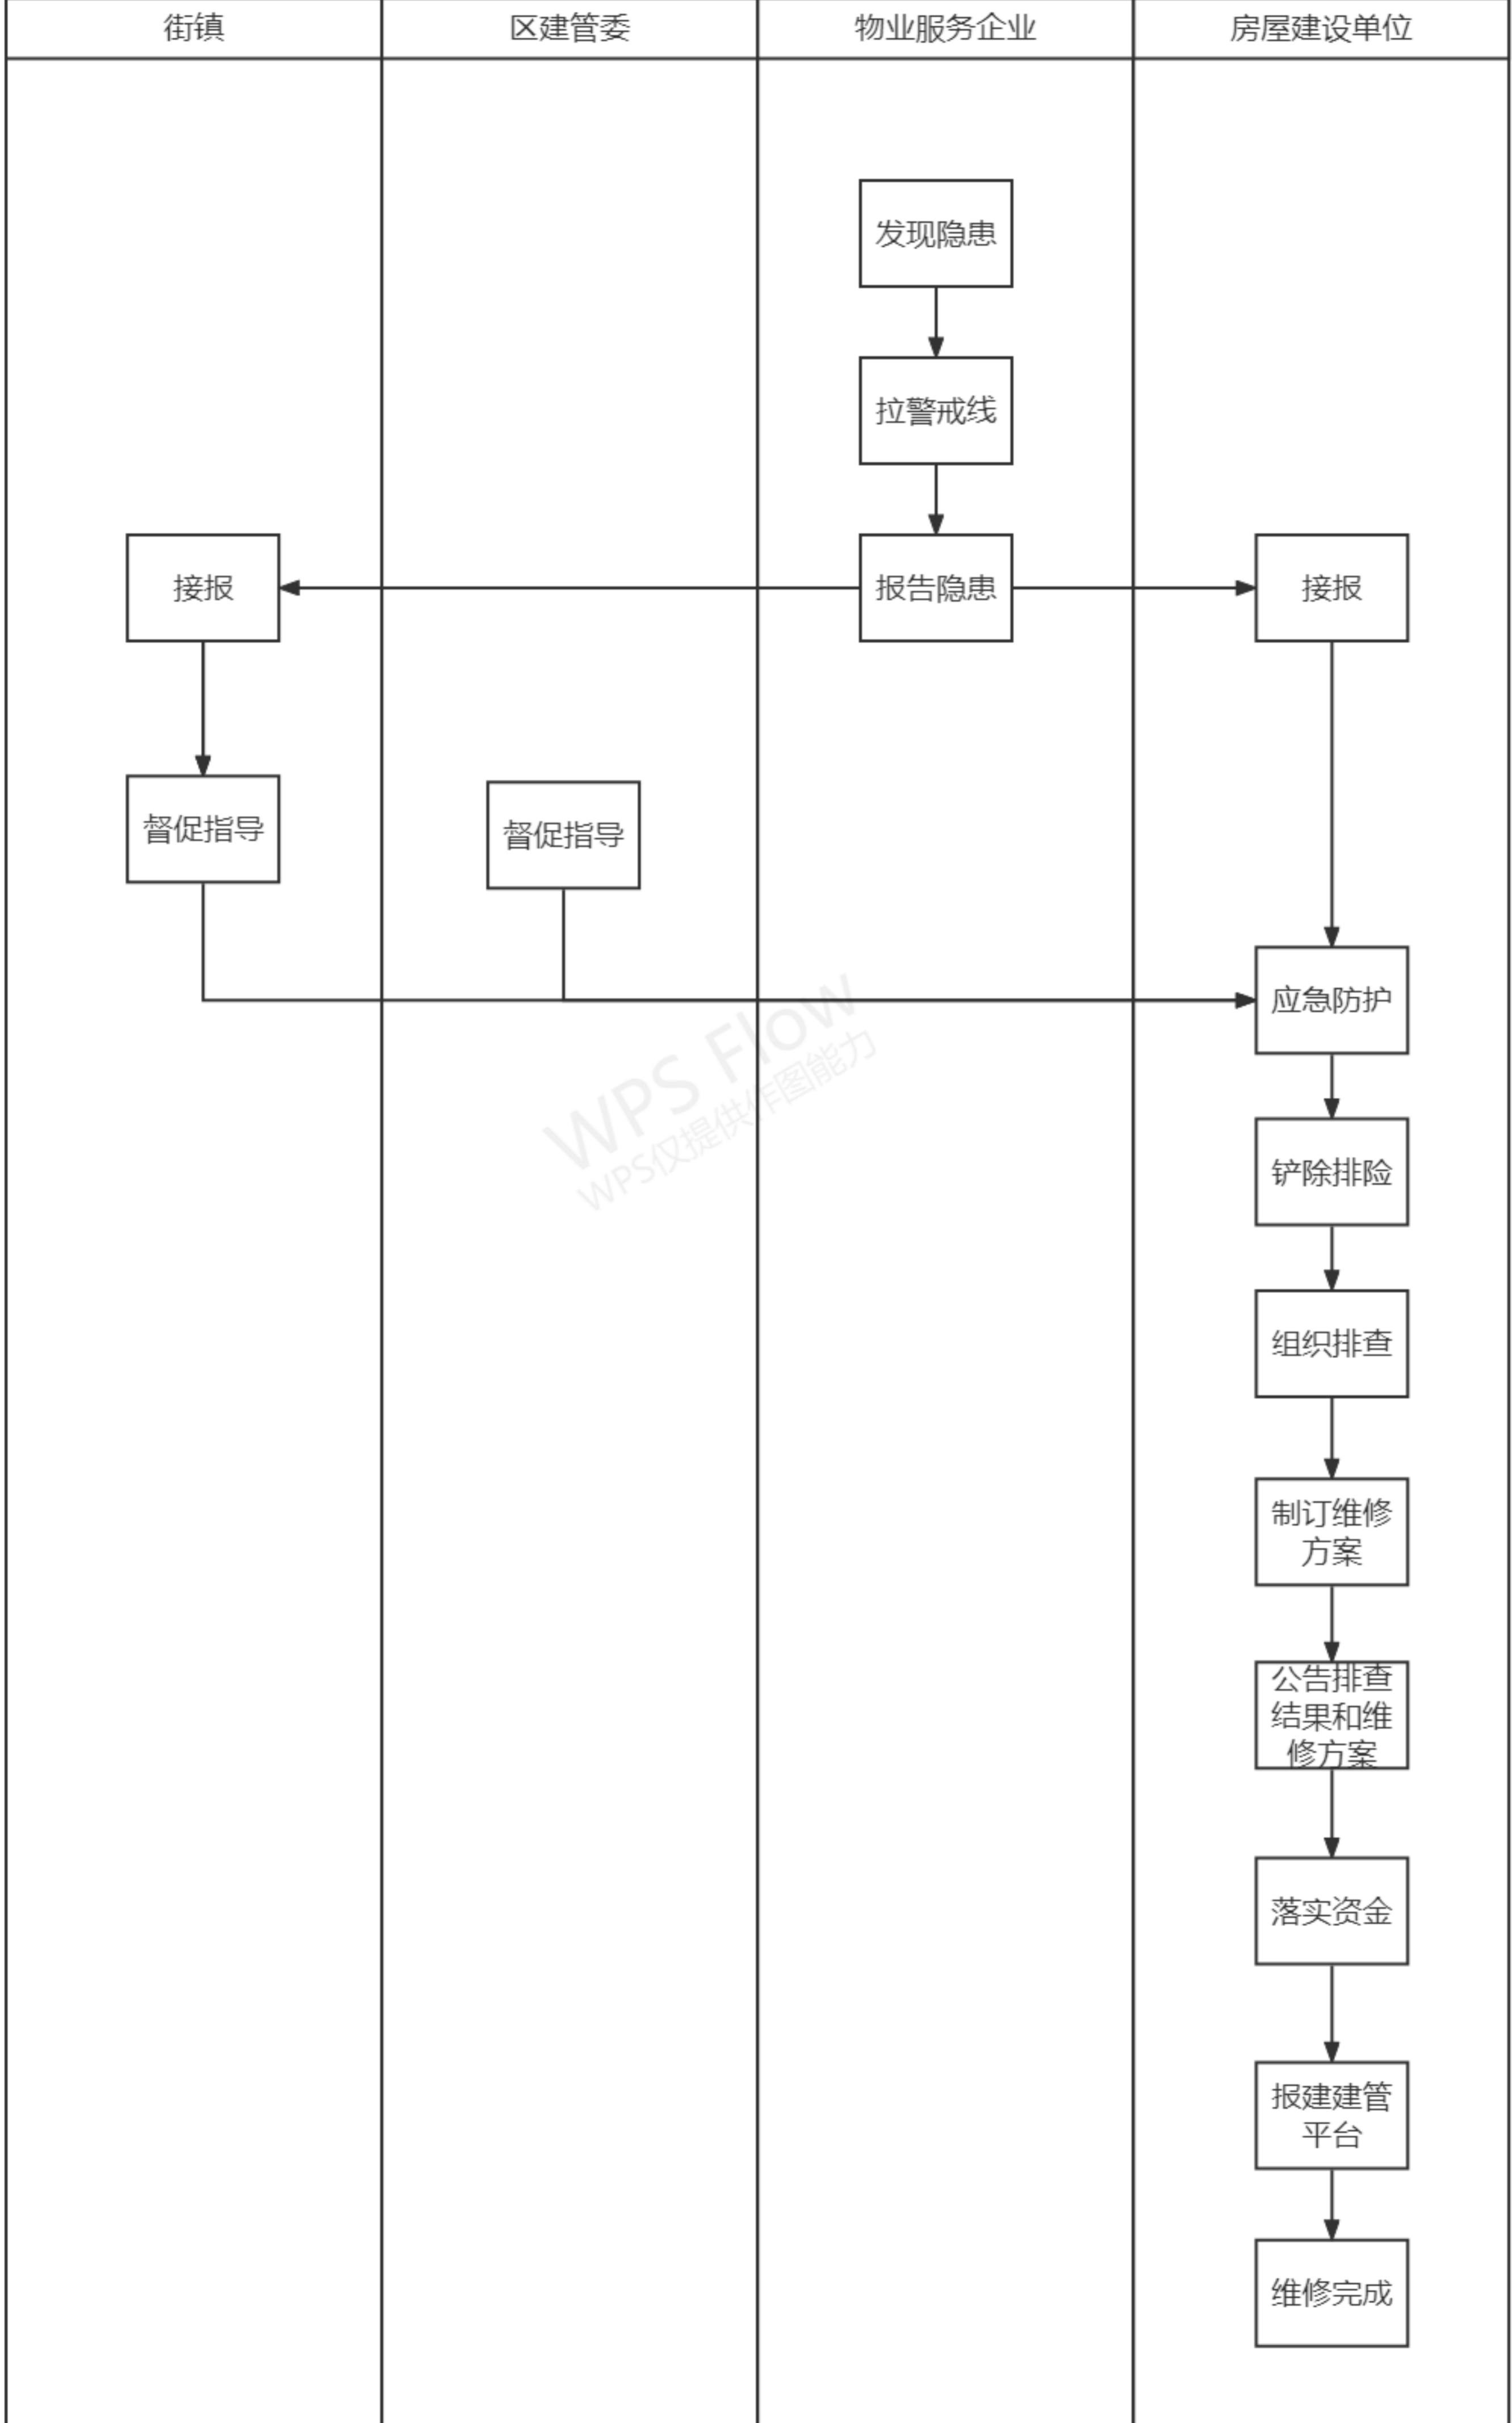 街镇
区建管委
物业服务企业
房屋建设单位
发现隐患
拉警戒线
接报
报告隐患
接报
督促指导
督促指导
应急防护
WPS Flow
WPS仅提供作图能力
铲除排险
组织排查
制订维修
方案
公告排查
结果和维
修方案
落实资金
报建建管
平台
维修完成